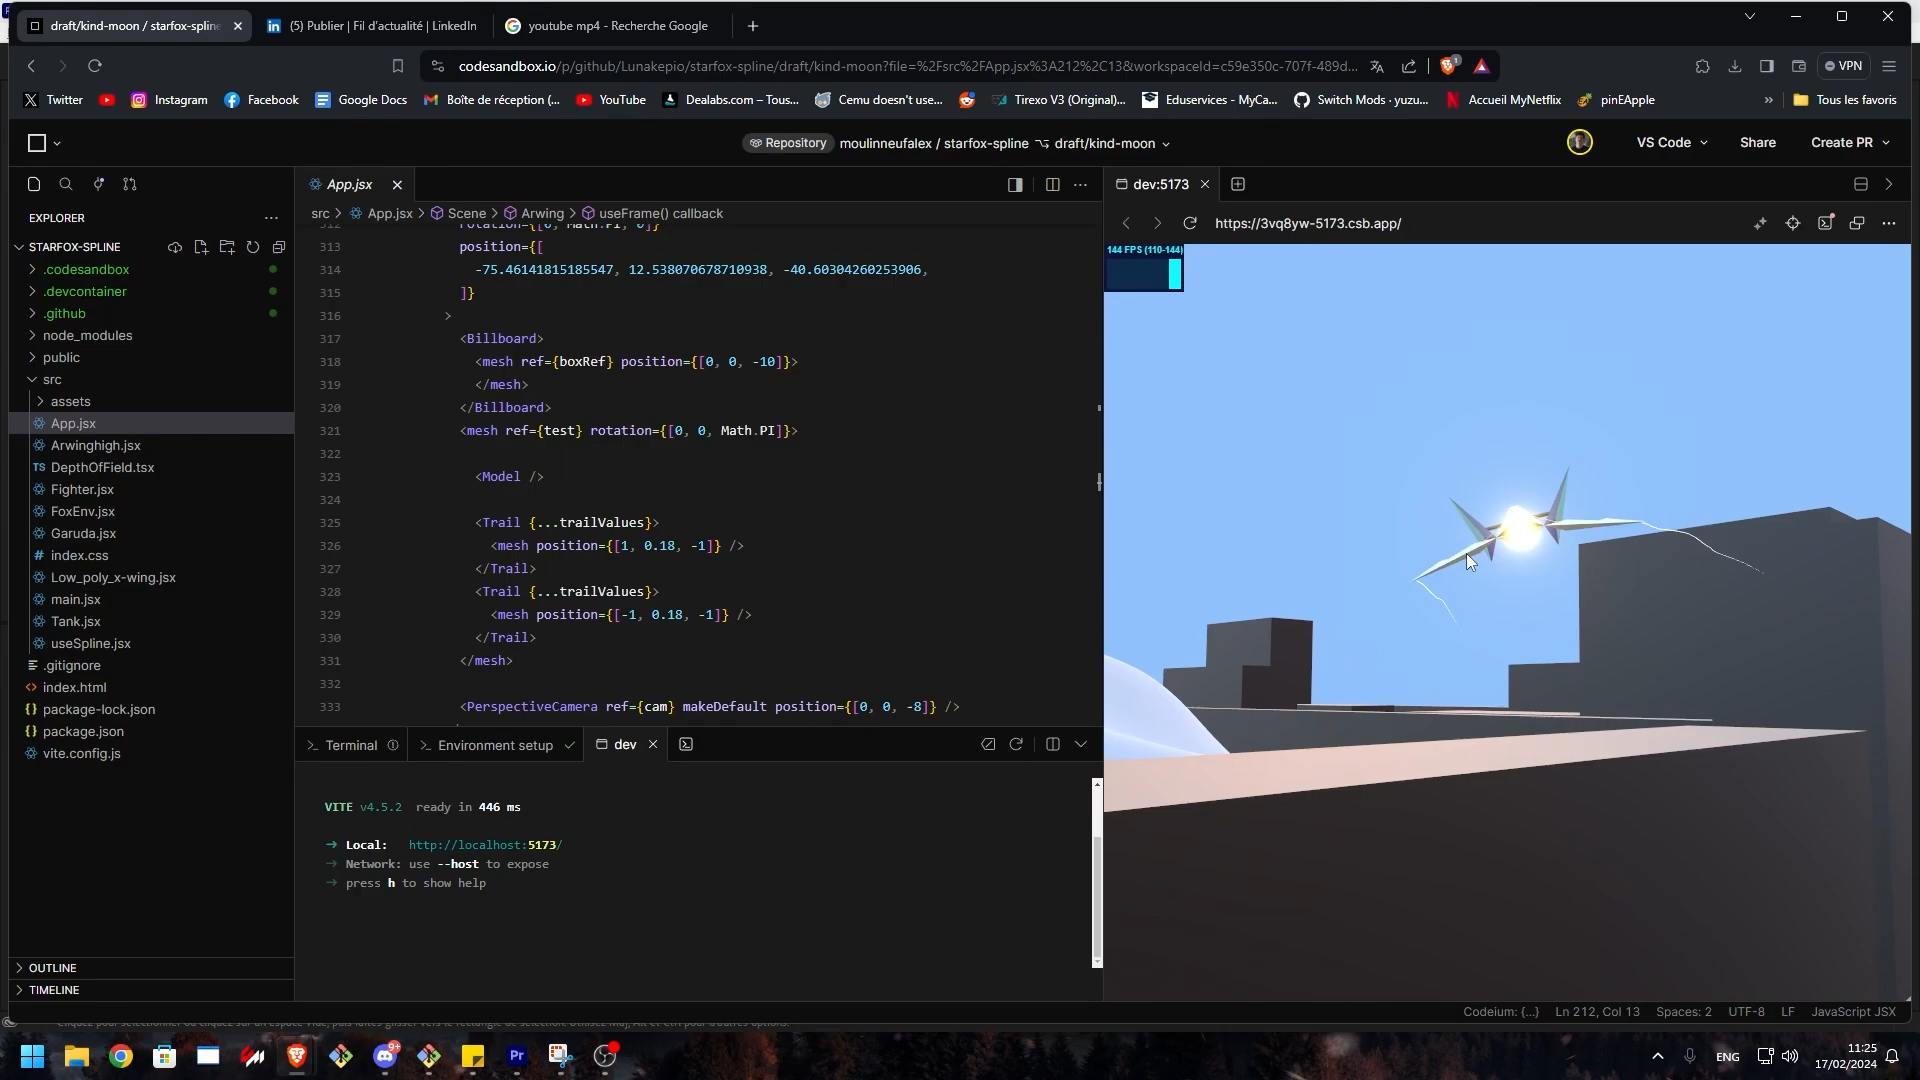 draft/kind-moon / starfox-spline
(5) Publier | Fil d'actualité | LinkedIn
youtube mp4 - Recherche Google
codesandbox.io/p/github/Lunakepio/starfox-spline/draft/kind-moon?file=%2Fsrc%2FApp.jsx%3A212%2C13&workspaceId=c59e350c-707f-489d...
1
VPN
Twitter
Instagram
Facebook
Google Docs
Boîte de réception (...
YouTube
Dealabs.com – Tous...
Cemu doesn't use...
Tirexo V3 (Original)...
Eduservices - MyCa...
Switch Mods · yuzu...
Accueil MyNetflix
pinEApple
»
Tous les favoris
Repository
moulinneufalex / starfox-spline
draft/kind-moon
VS Code
Share
Create PR
EXPLORER
STARFOX-SPLINE
.codesandbox
.devcontainer
.github
node_modules
public
src
assets
App.jsx
Arwinghigh.jsx
TS DepthOfField.tsx
Fighter.jsx
FoxEnv.jsx
Garuda.jsx
# index.css
Low_poly_x-wing.jsx
main.jsx
Tank.jsx
useSpline.jsx
.gitignore
<> index.html
{} package-lock.json
{} package.json
vite.config.js
OUTLINE
TIMELINE
App.jsx
src > App.jsx > Scene > Arwing > useFrame() callback
312 rotation={[0, Math.PI, 0]}
313 position={[
314 -75.46141815185547, 12.538070678710938, -40.60304260253906,
315 ]}
316 >
317 <Billboard>
318 <mesh ref={boxRef} position={[0, 0, -10]}>
319 </mesh>
320 </Billboard>
321 <mesh ref={test} rotation={[0, 0, Math.PI]}>
322
323 <Model />
324
325 <Trail {...trailValues}>
326 <mesh position={[1, 0.18, -1]} />
327 </Trail>
328 <Trail {...trailValues}>
329 <mesh position={[-1, 0.18, -1]} />
330 </Trail>
331 </mesh>
332
333 <PerspectiveCamera ref={cam} makeDefault position={[0, 0, -8]} />
Terminal
Environment setup
dev
VITE v4.5.2 ready in 446 ms
➜ Local: http://localhost:5173/
➜ Network: use --host to expose
➜ press h to show help
dev:5173
https://3vq8yw-5173.csb.app/
144 FPS (110-144)
Codeium: {...}
Ln 212, Col 13
Spaces: 2
UTF-8
LF
JavaScript JSX
9+
Pr
ENG
11:25
17/02/2024